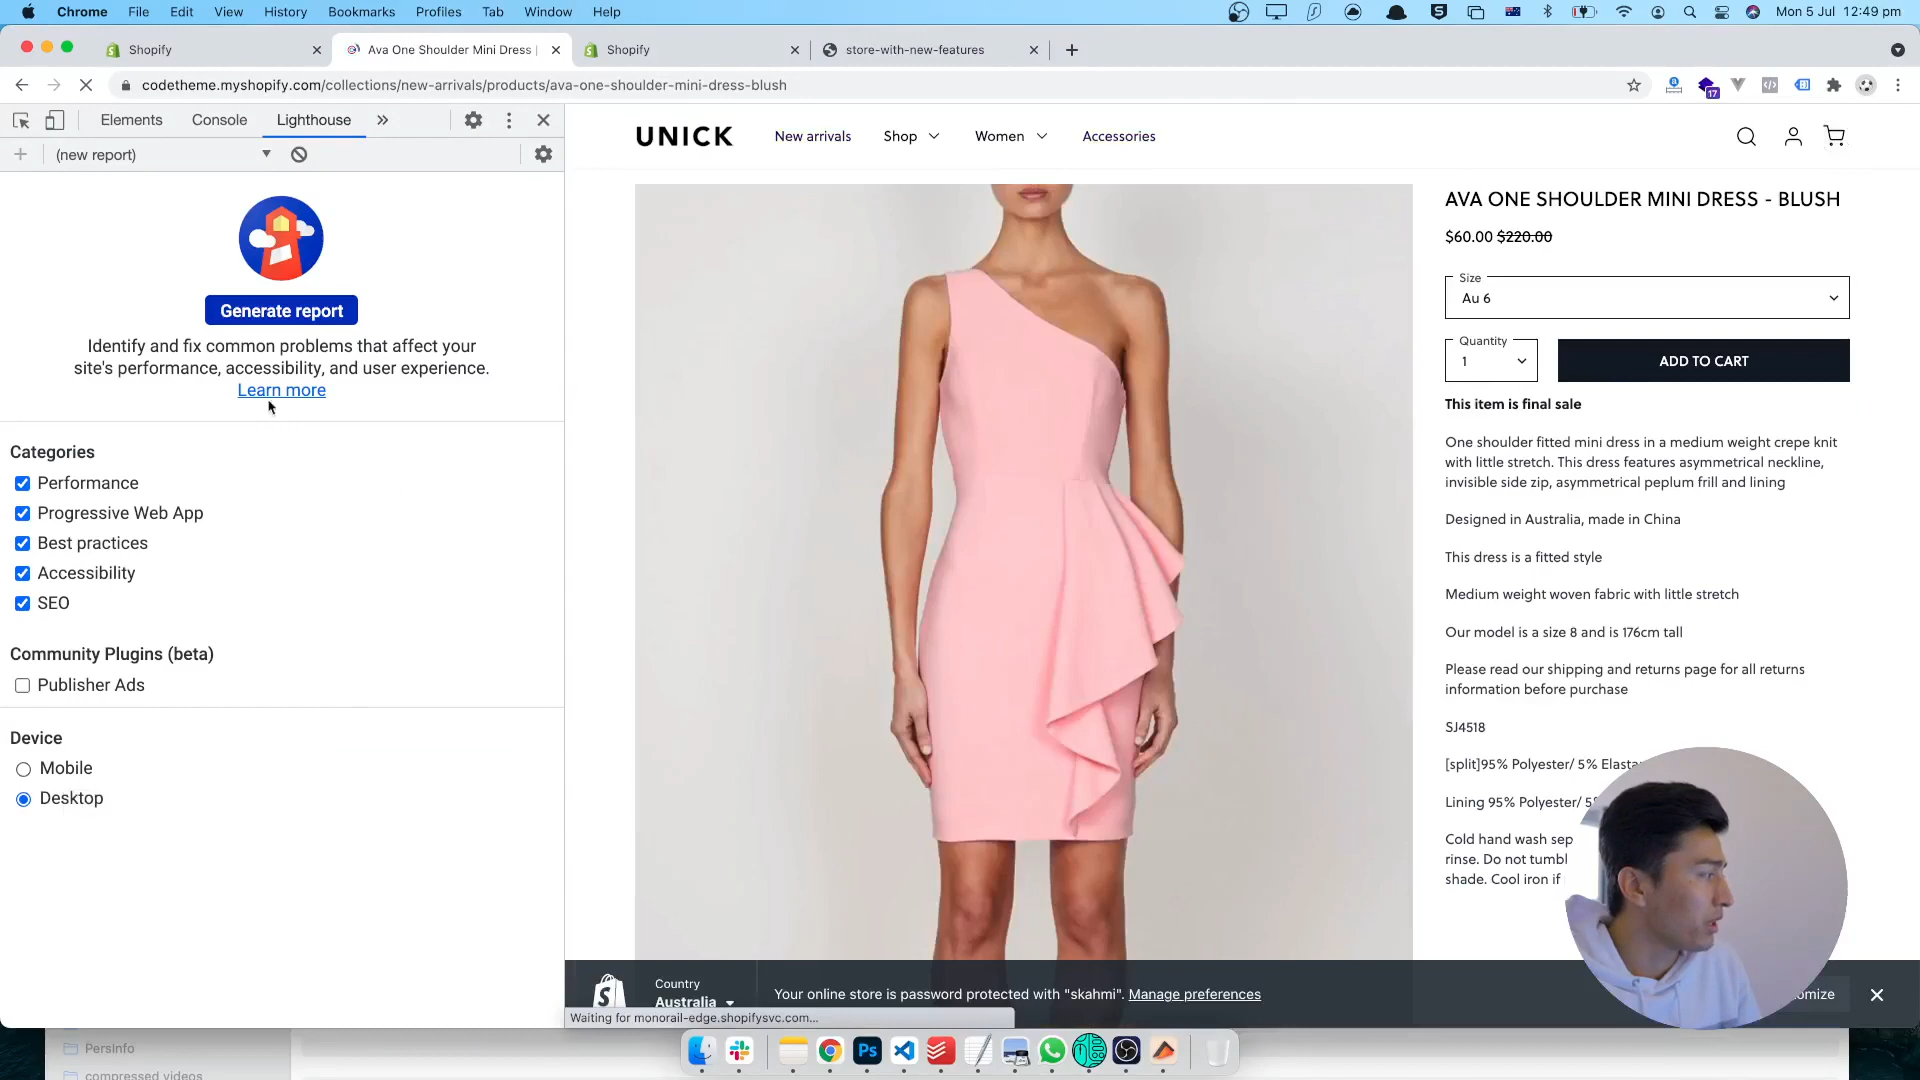 Chrome File Edit View History Bookmarks Profiles Tab Window Help Mon 5 Jul 12:49 pm
Shopify Ava One Shoulder Mini Dress | Shopify store-with-new-features
codetheme.myshopify.com/collections/new-arrivals/products/ava-one-shoulder-mini-dress-blush 17
Elements Console Lighthouse
(new report)
Generate report
Identify and fix common problems that affect your
site's performance, accessibility, and user experience.
Learn more
Categories
Performance
Progressive Web App
Best practices
Accessibility
SEO
Community Plugins (beta)
Publisher Ads
Device
Mobile
Desktop
UNICK New arrivals Shop Women Accessories
AVA ONE SHOULDER MINI DRESS - BLUSH
$60.00 $220.00
Size
Au 6
Quantity
1
ADD TO CART
This item is final sale
One shoulder fitted mini dress in a medium weight crepe knit
with little stretch. This dress features asymmetrical neckline,
invisible side zip, asymmetrical peplum frill and lining
Designed in Australia, made in China
This dress is a fitted style
Medium weight woven fabric with little stretch
Our model is a size 8 and is 176cm tall
Please read our shipping and returns page for all returns
information before purchase
SJ4518
[split]95% Polyester/ 5% Elasta
Lining 95% Polyester/ 5
Cold hand wash sep
rinse. Do not tumbl
shade. Cool iron if
Country
Australia
Your online store is password protected with "skahmi". Manage preferences
omize
Waiting for monorail-edge.shopifysvc.com...
PersInfo
compressed videos
Ps